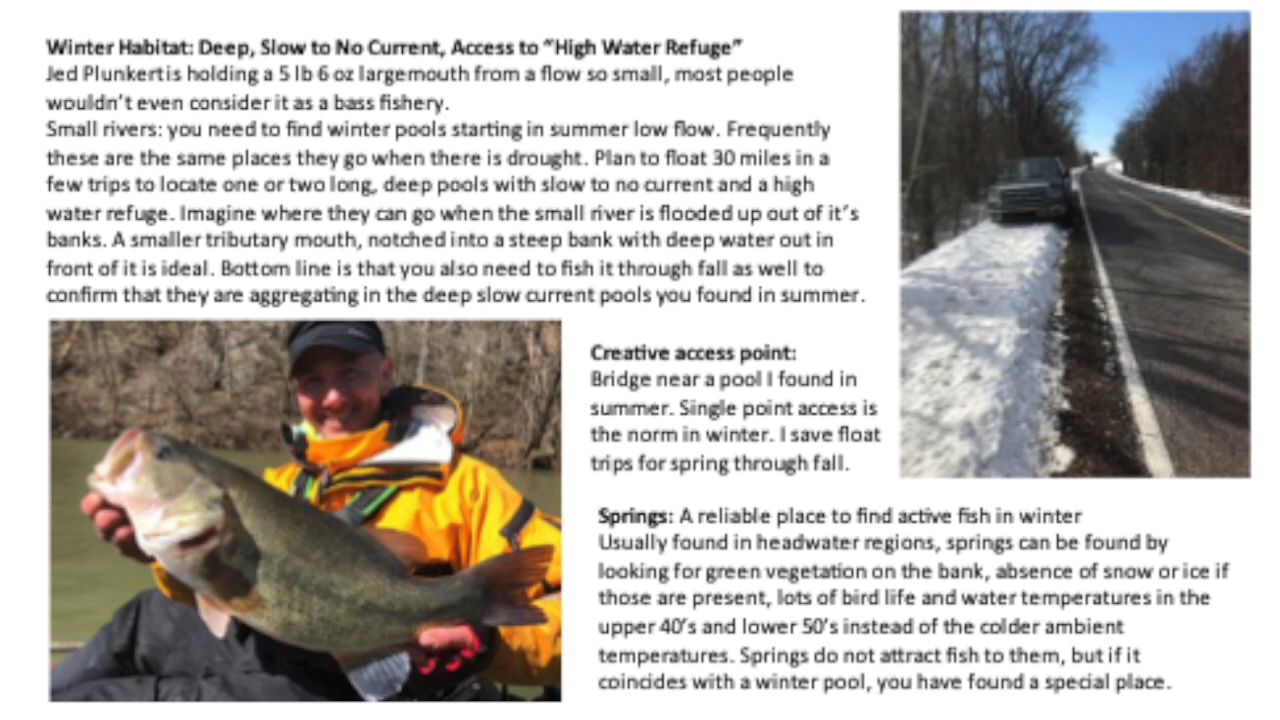 Winter Habitat: Deep, Slow to No Current, Access to “High Water Refuge”
Jed Plunkert is holding a 5 lb 6 oz largemouth from a flow so small, most people
wouldn’t even consider it as a bass fishery.
Small rivers: you need to find winter pools starting in summer low flow. Frequently
these are the same places they go when there is drought. Plan to float 30 miles in a
few trips to locate one or two long, deep pools with slow to no current and a high
water refuge. Imagine where they can go when the small river is flooded up out of it’s
banks. A smaller tributary mouth, notched into a steep bank with deep water out in
front of it is ideal. Bottom line is that you also need to fish it through fall as well to
confirm that they are aggregating in the deep slow current pools you found in summer.
Creative access point:
Bridge near a pool I found in
summer. Single point access is
the norm in winter. I save float
trips for spring through fall.
Springs: A reliable place to find active fish in winter
Usually found in headwater regions, springs can be found by
looking for green vegetation on the bank, absence of snow or ice if
those are present, lots of bird life and water temperatures in the
upper 40’s and lower 50’s instead of the colder ambient
temperatures. Springs do not attract fish to them, but if it
coincides with a winter pool, you have found a special place.